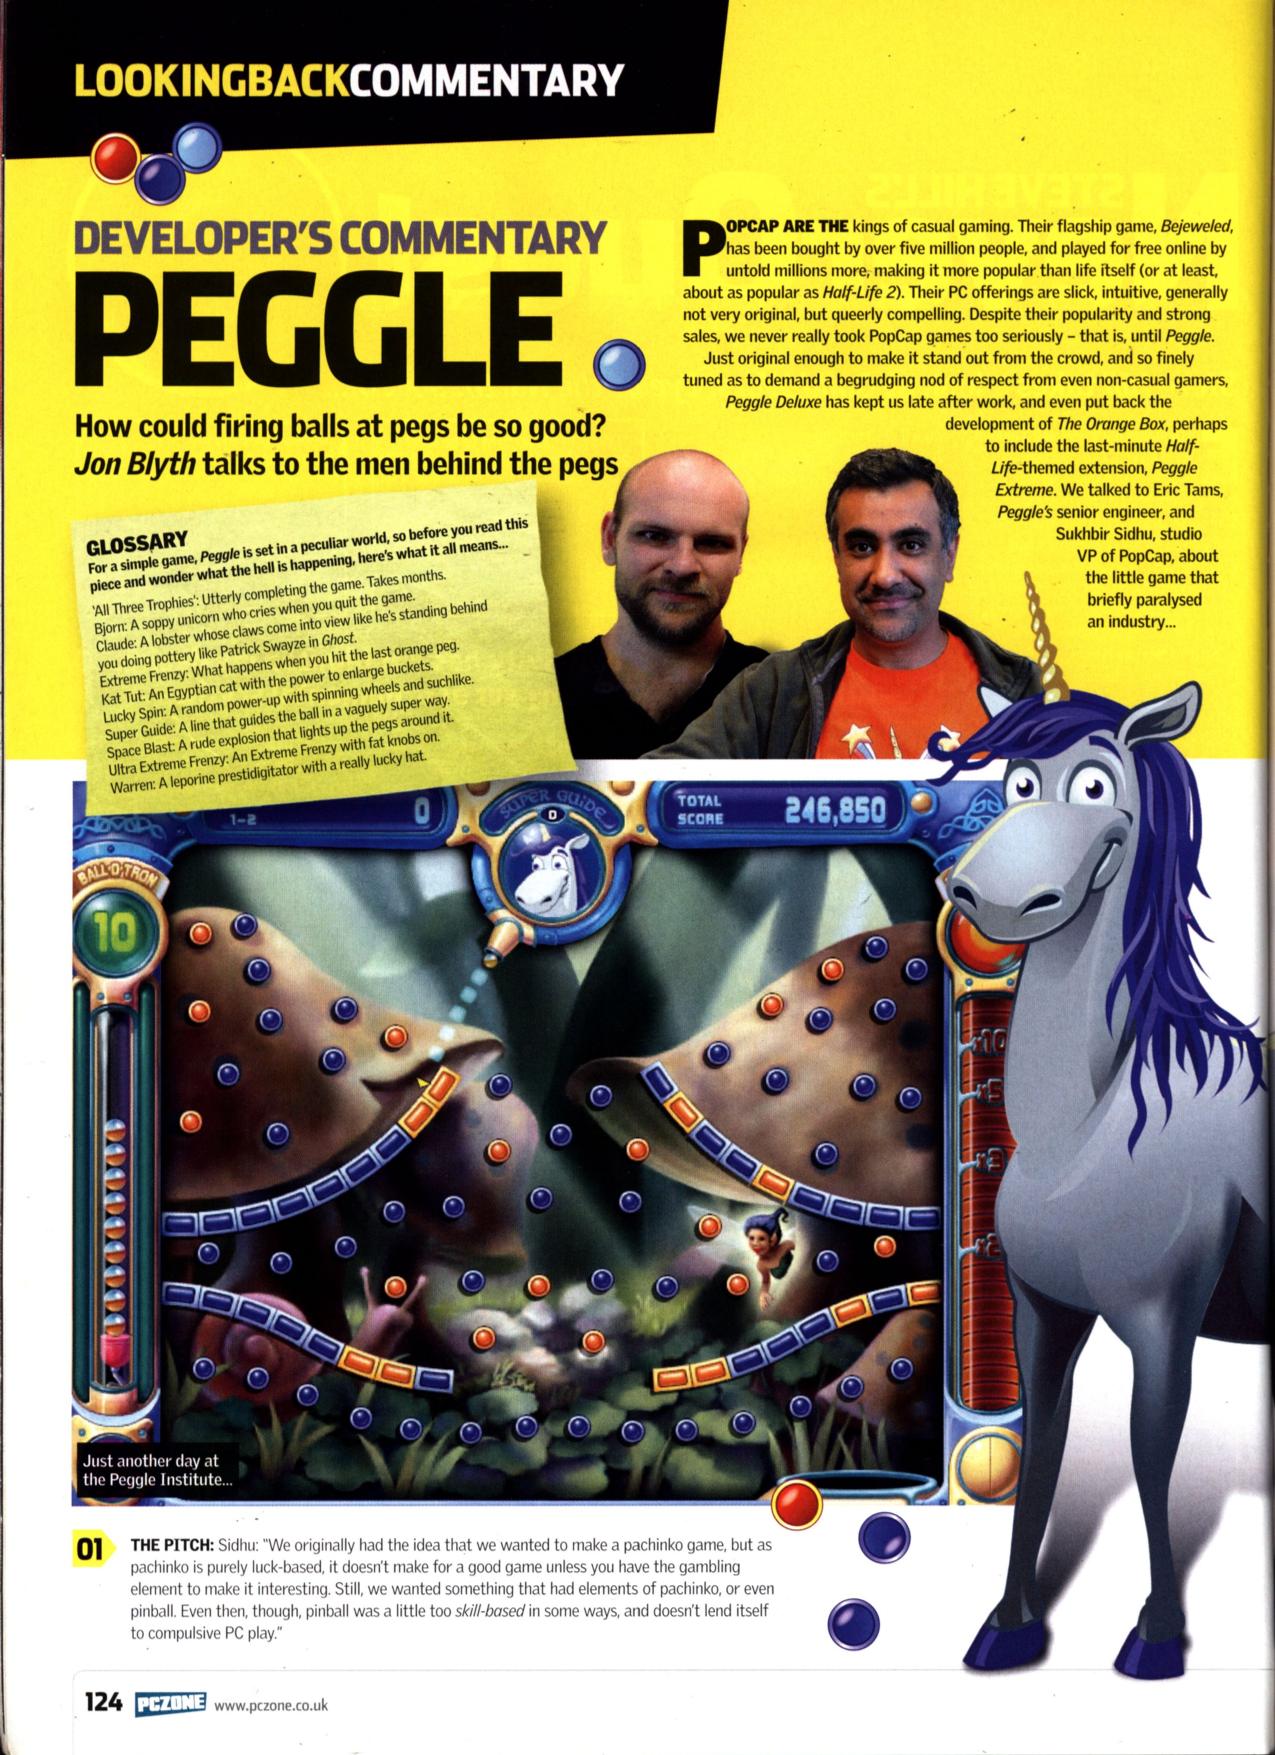 LOOKINGBACKCOMMENTARY
DEVELOPER'S COMMENTARY
PEGGLE
How could firing balls at pegs be so good?
Jon Blyth talks to the men behind the pegs
POPCAP ARE THE kings of casual gaming. Their flagship game, Bejeweled,
has been bought by over five million people, and played for free online by
untold millions more, making it more popular than life itself (or at least,
about as popular as Half-Life 2). Their PC offerings are slick, intuitive, generally
not very original, but queerly compelling. Despite their popularity and strong
sales, we never really took PopCap games too seriously – that is, until Peggle.
Just original enough to make it stand out from the crowd, and so finely
tuned as to demand a begrudging nod of respect from even non-casual gamers,
Peggle Deluxe has kept us late after work, and even put back the
development of The Orange Box, perhaps
to include the last-minute Half-
Life-themed extension, Peggle
Extreme. We talked to Eric Tams,
Peggle's senior engineer, and
Sukhbir Sidhu, studio
VP of PopCap, about
the little game that
briefly paralysed
an industry...
GLOSSARY
For a simple game, Peggle is set in a peculiar world, so before you read this
piece and wonder what the hell is happening, here's what it all means...
'All Three Trophies': Utterly completing the game. Takes months.
Bjorn: A soppy unicorn who cries when you quit the game.
Claude: A lobster whose claws come into view like he's standing behind
you doing pottery like Patrick Swayze in Ghost.
Extreme Frenzy: What happens when you hit the last orange peg.
Kat Tut: An Egyptian cat with the power to enlarge buckets.
Lucky Spin: A random power-up with spinning wheels and suchlike.
Super Guide: A line that guides the ball in a vaguely super way.
Space Blast: A rude explosion that lights up the pegs around it.
Ultra Extreme Frenzy: An Extreme Frenzy with fat knobs on.
Warren: A leporine prestidigitator with a really lucky hat.
1-2
0
SUPER GUIDE
0
TOTAL
SCORE
246,850
BALL-O-TRON
10
x10
x5
x3
x2
Just another day at
the Peggle Institute...
01
THE PITCH: Sidhu: "We originally had the idea that we wanted to make a pachinko game, but as
pachinko is purely luck-based, it doesn't make for a good game unless you have the gambling
element to make it interesting. Still, we wanted something that had elements of pachinko, or even
pinball. Even then, though, pinball was a little too skill-based in some ways, and doesn't lend itself
to compulsive PC play."
124 PCZONE www.pczone.co.uk